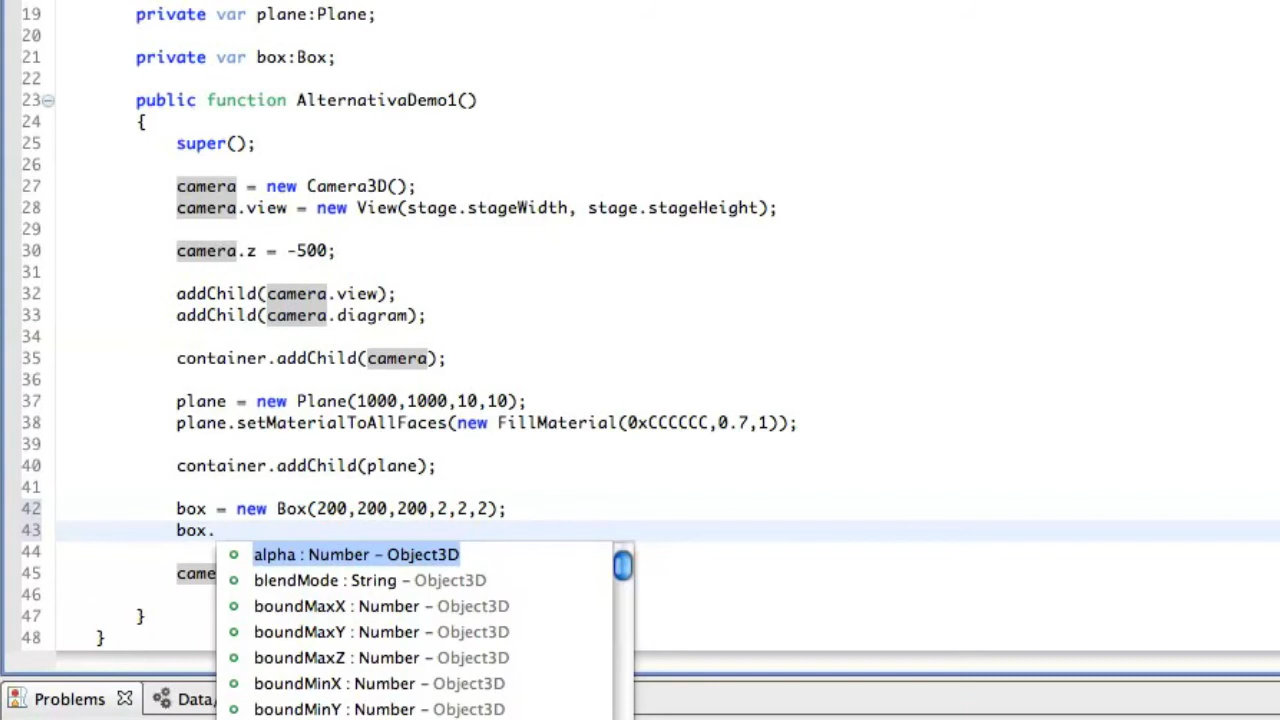 19 private var plane:Plane;
20
21 private var box:Box;
22
23 public function AlternativaDemo1()
24 {
25 super();
26
27 camera = new Camera3D();
28 camera.view = new View(stage.stageWidth, stage.stageHeight);
29
30 camera.z = -500;
31
32 addChild(camera.view);
33 addChild(camera.diagram);
34
35 container.addChild(camera);
36
37 plane = new Plane(1000,1000,10,10);
38 plane.setMaterialToAllFaces(new FillMaterial(0xCCCCCC,0.7,1));
39
40 container.addChild(plane);
41
42 box = new Box(200,200,200,2,2,2);
43 box.
44 alpha : Number – Object3D
45 came blendMode : String – Object3D
46 boundMaxX : Number – Object3D
47 } boundMaxY : Number – Object3D
48 } boundMaxZ : Number – Object3D
boundMinX : Number – Object3D
boundMinY : Number – Object3D
Problems Data/